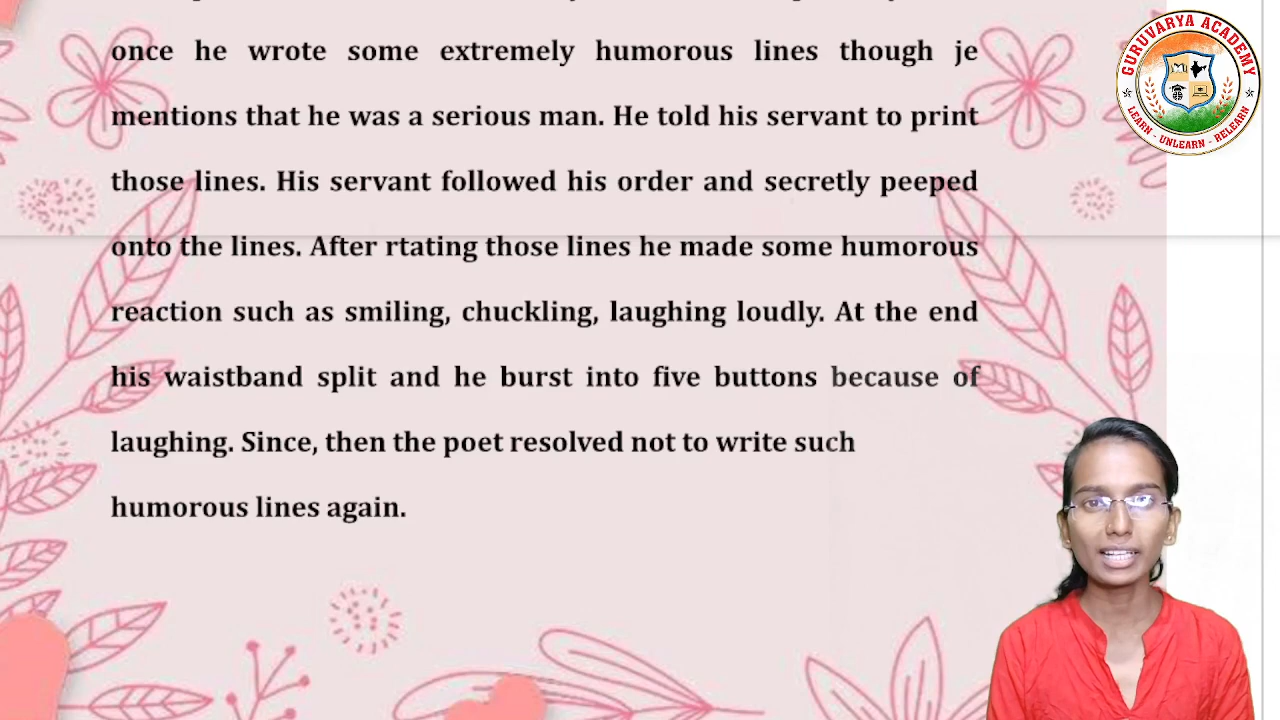 once he wrote some extremely humorous lines though je
mentions that he was a serious man. He told his servant to print
those lines. His servant followed his order and secretly peeped
onto the lines. After rtating those lines he made some humorous
reaction such as smiling, chuckling, laughing loudly. At the end
his waistband split and he burst into five buttons because of
laughing. Since, then the poet resolved not to write such
humorous lines again.
GURUVARYA ACADEMY
LEARN - UNLEARN - RELEARN